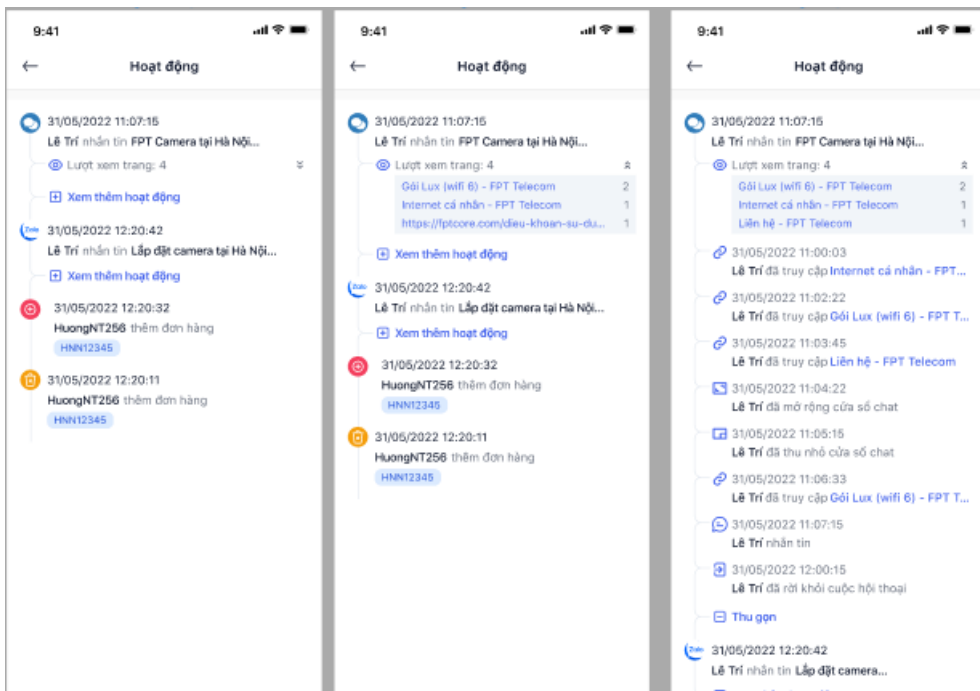 9:41
Hoạt động
31/05/2022 11:07:15
Lê Trí nhắn tin FPT Camera tại Hà Nội...
Lượt xem trang: 4
Xem thêm hoạt động
Zalo
31/05/2022 12:20:42
Lê Trí nhắn tin Lắp đặt camera tại Hà Nội...
Xem thêm hoạt động
31/05/2022 12:20:32
HuongNT256 thêm đơn hàng
HNN12345
31/05/2022 12:20:11
HuongNT256 thêm đơn hàng
HNN12345
9:41
Hoạt động
31/05/2022 11:07:15
Lê Trí nhắn tin FPT Camera tại Hà Nội...
Lượt xem trang: 4
Gói Lux (wifi 6) - FPT Telecom 2
Internet cá nhân - FPT Telecom 1
https://fptcore.com/dieu-khoan-su-du... 1
Xem thêm hoạt động
Zalo
31/05/2022 12:20:42
Lê Trí nhắn tin Lắp đặt camera tại Hà Nội...
Xem thêm hoạt động
31/05/2022 12:20:32
HuongNT256 thêm đơn hàng
HNN12345
31/05/2022 12:20:11
HuongNT256 thêm đơn hàng
HNN12345
9:41
Hoạt động
31/05/2022 11:07:15
Lê Trí nhắn tin FPT Camera tại Hà Nội...
Lượt xem trang: 4
Gói Lux (wifi 6) - FPT Telecom 2
Internet cá nhân - FPT Telecom 1
Liên hệ - FPT Telecom 1
31/05/2022 11:00:03
Lê Trí đã truy cập Internet cá nhân - FPT...
31/05/2022 11:02:22
Lê Trí đã truy cập Gói Lux (wifi 6) - FPT T...
31/05/2022 11:03:45
Lê Trí đã truy cập Liên hệ - FPT Telecom
31/05/2022 11:04:22
Lê Trí đã mở rộng cửa sổ chat
31/05/2022 11:05:15
Lê Trí đã thu nhỏ cửa sổ chat
31/05/2022 11:06:33
Lê Trí đã truy cập Gói Lux (wifi 6) - FPT T...
31/05/2022 11:07:15
Lê Trí nhắn tin
31/05/2022 12:00:15
Lê Trí đã rời khỏi cuộc hội thoại
Thu gọn
Zalo
31/05/2022 12:20:42
Lê Trí nhắn tin Lắp đặt camera...